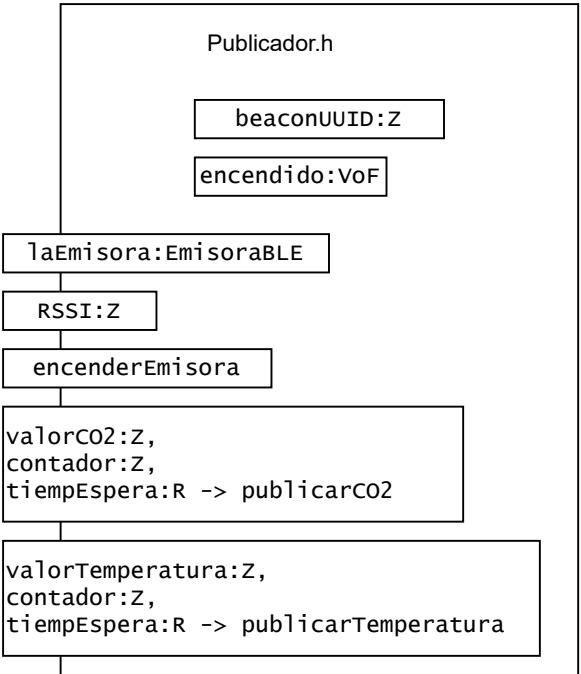 Publicador.h
beaconUUID:Z
encendido:VoF
laEmisora:EmisoraBLE
RSSI:Z
encenderEmisora
valorCO2:Z,
contador:Z,
tiempEspera:R -> publicarCO2
valorTemperatura:Z,
contador:Z,
tiempEspera:R -> publicarTemperatura